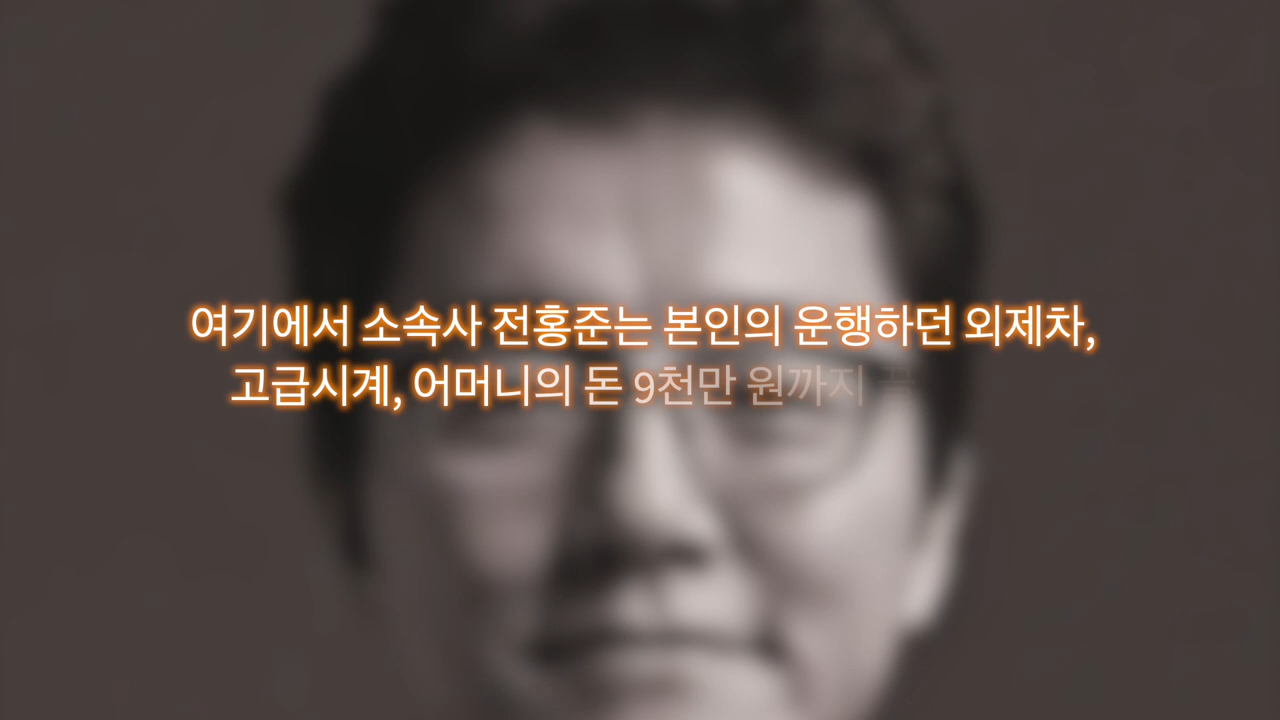 여기에서 소속사 전홍준는 본인의 운행하던 외제차,
고급시계, 어머니의 돈 9천만 원까지